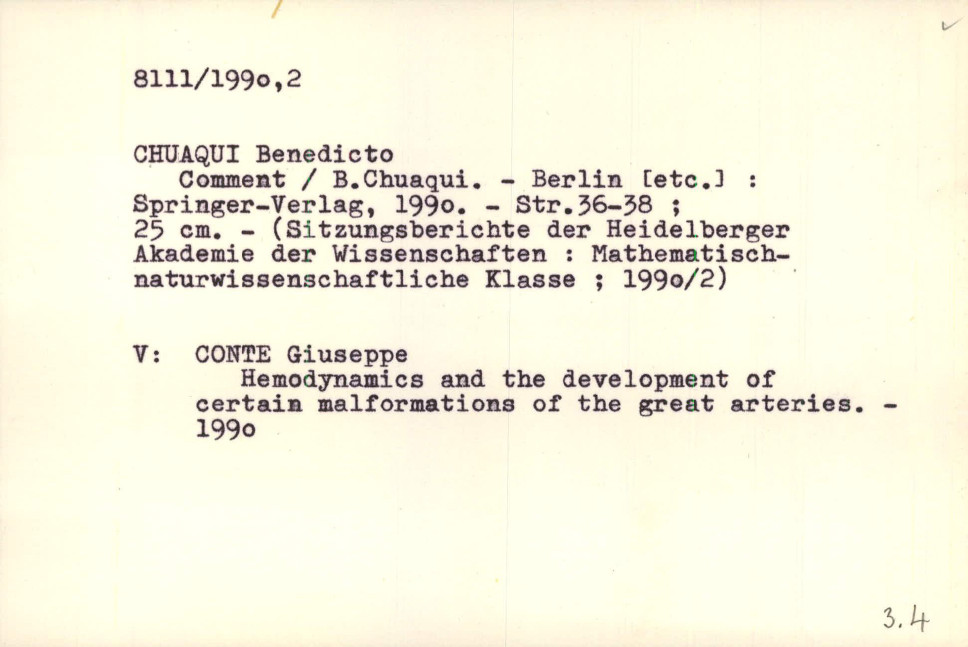 8111/199o,2
CHUAQUI Benedicto
Comment / B.Chuaqui. - Berlin [etc.] :
Springer-Verlag, 199o. - Str.36-38 ;
25 cm. - (Sitzungsberichte der Heidelberger
Akademie der Wissenschaften : Mathematisch-
naturwissenschaftliche Klasse ; 199o/2)
V: CONTE Giuseppe
Hemodynamics and the development of
certain malformations of the great arteries. -
199o
3.4